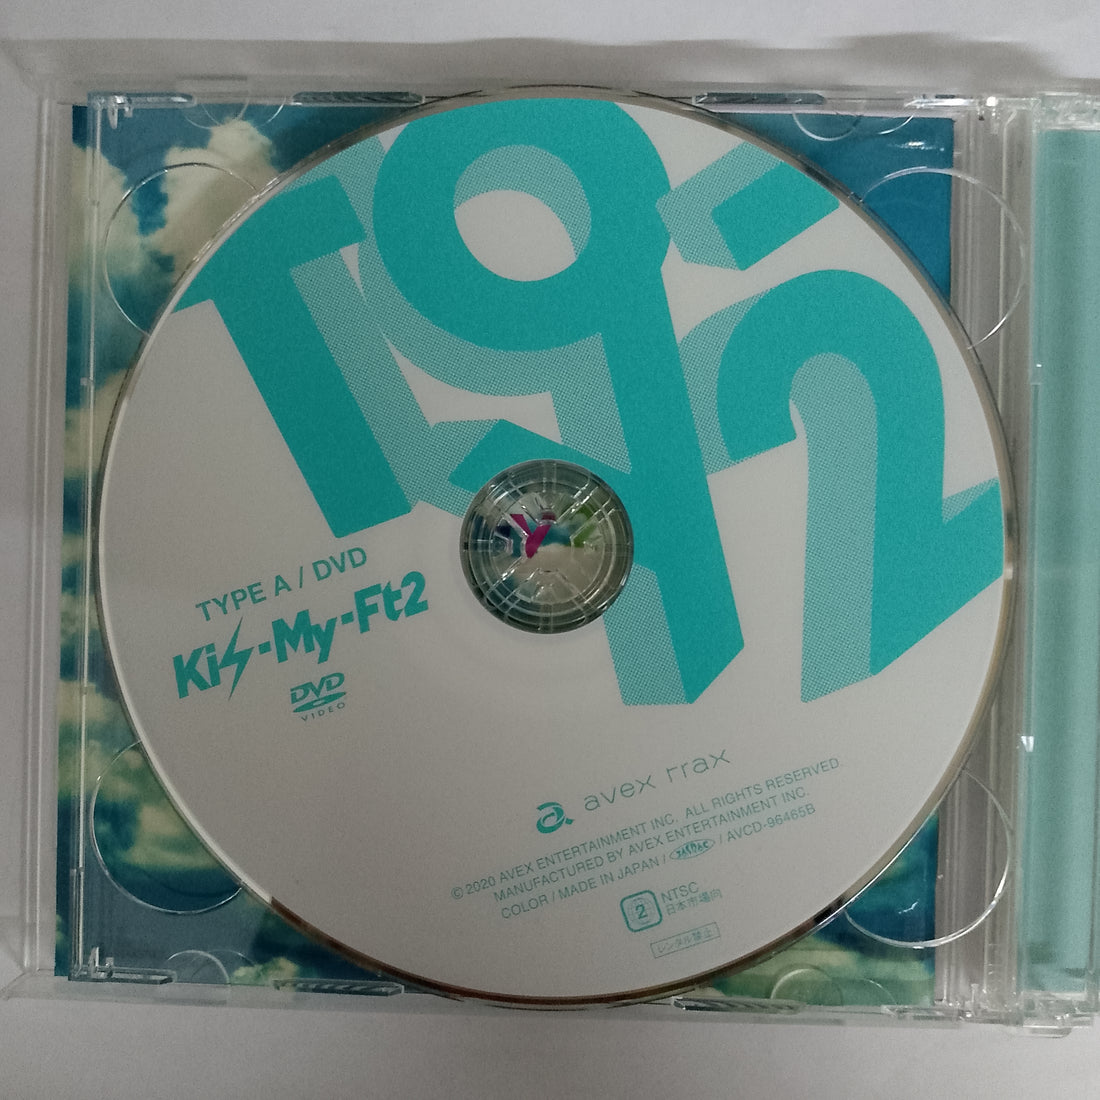 To-y2
TYPE A / DVD
Kis-My-Ft2
DVD
VIDEO
avex trax
© 2020 AVEX ENTERTAINMENT INC. ALL RIGHTS RESERVED.
MANUFACTURED BY AVEX ENTERTAINMENT INC.
COLOR / MADE IN JAPAN / JASRAC / AVCD-96465B
2 NTSC
日本市場向
レンタル禁止